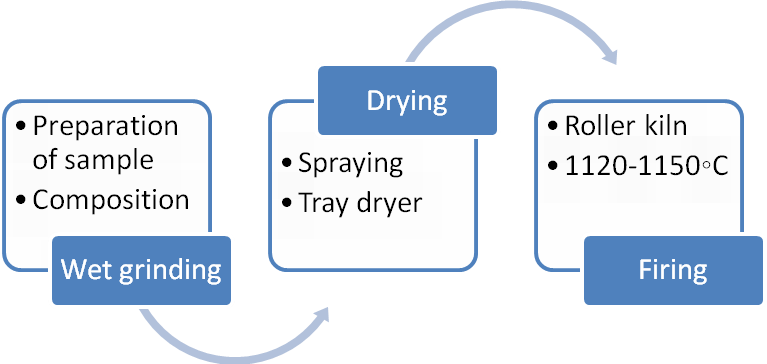 • Preparation
of sample
• Composition
Wet grinding
Drying
• Spraying
• Tray dryer
• Roller kiln
• 1120-1150◦C
Firing